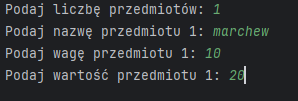 Podaj liczbę przedmiotów: 1
Podaj nazwę przedmiotu 1: marchew
Podaj wagę przedmiotu 1: 10
Podaj wartość przedmiotu 1: 20